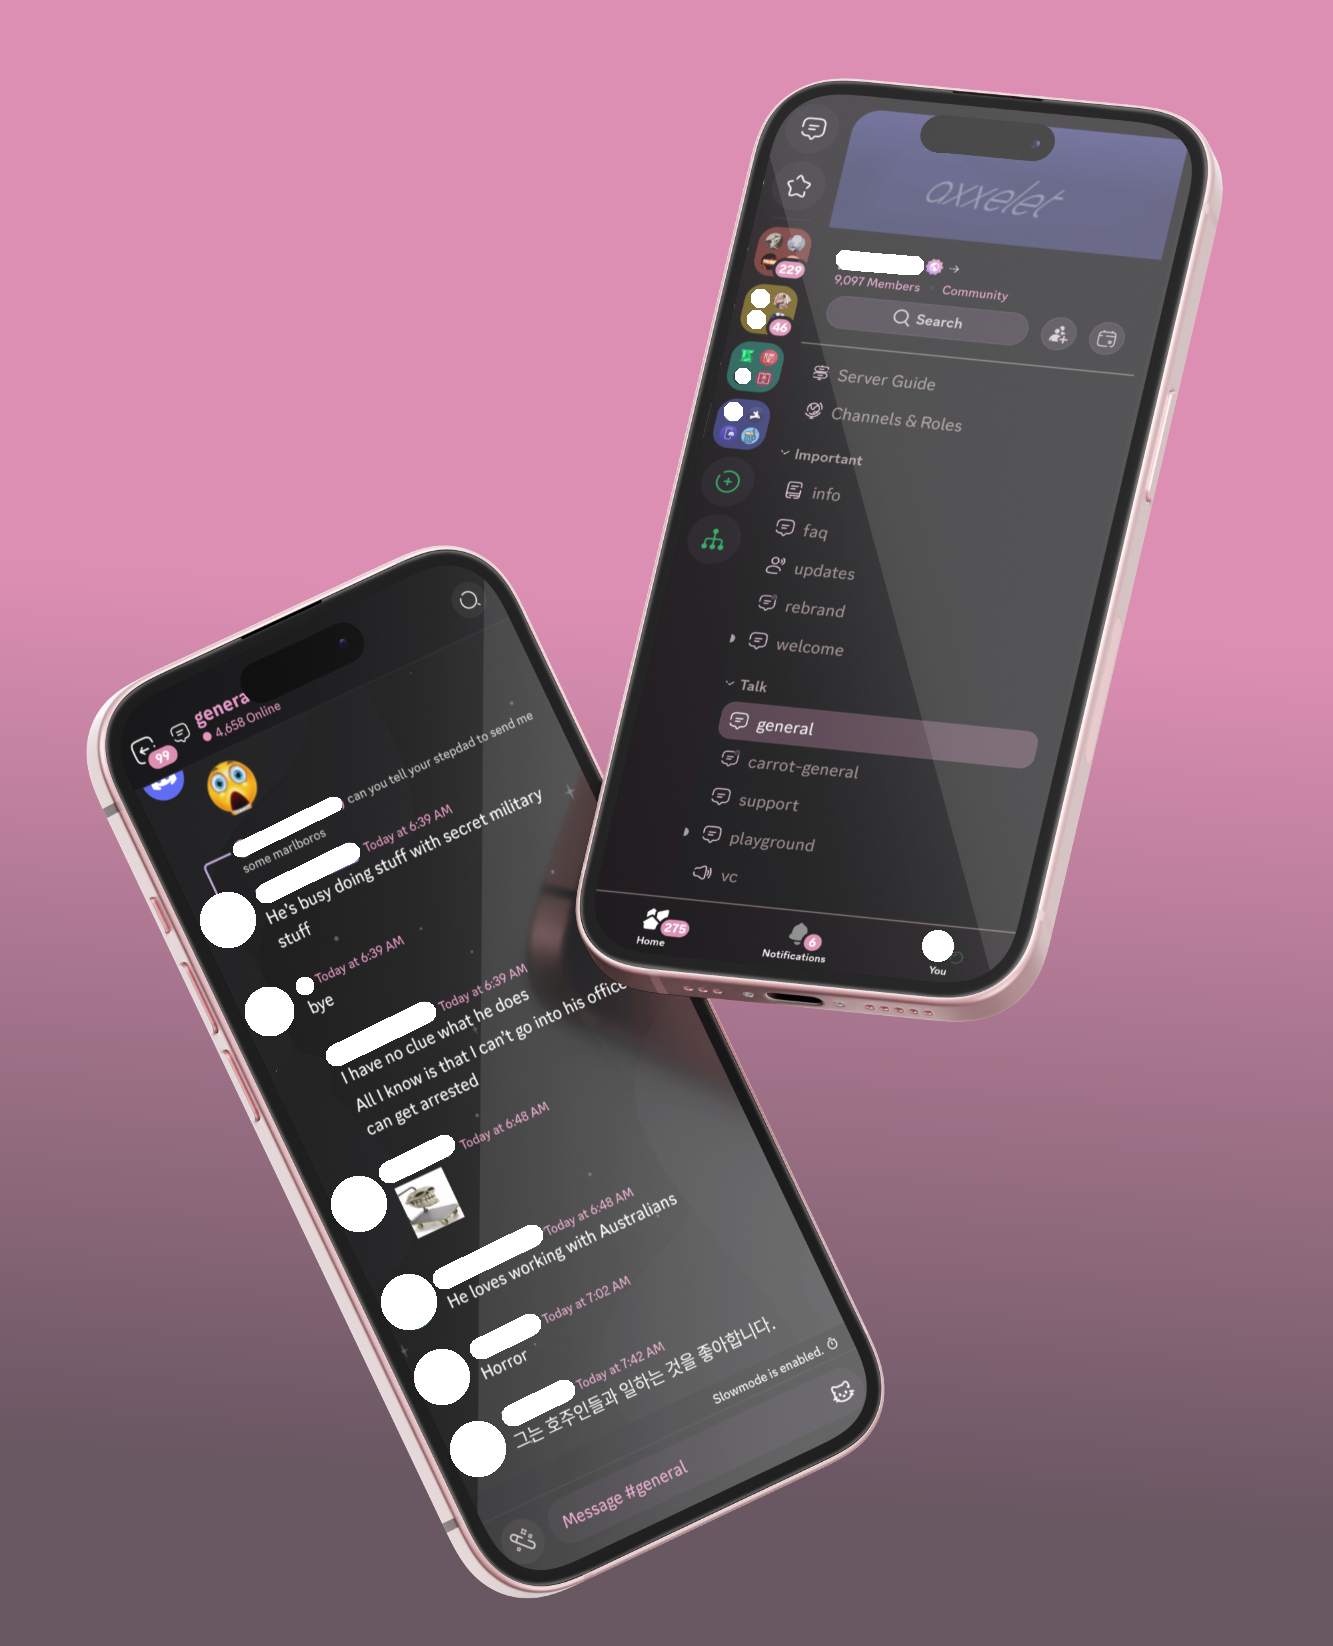 axxelet
9,097 Members
Community
Search
229
46
Server Guide
Channels & Roles
Important
info
faq
updates
rebrand
welcome
Talk
general
carrot-general
support
playground
vc
275
Home
6
Notifications
You
genera
4,658 Online
99
can you tell your stepdad to send me
some marlboros
Today at 6:39 AM
He's busy doing stuff with secret military
stuff
Today at 6:39 AM
bye
Today at 6:39 AM
I have no clue what he does
All I know is that I can't go into his office
can get arrested
Today at 6:48 AM
Today at 6:48 AM
He loves working with Australians
Today at 7:02 AM
Horror
Today at 7:42 AM
그는 호주인들과 일하는 것을 좋아합니다.
Slowmode is enabled.
Message #general